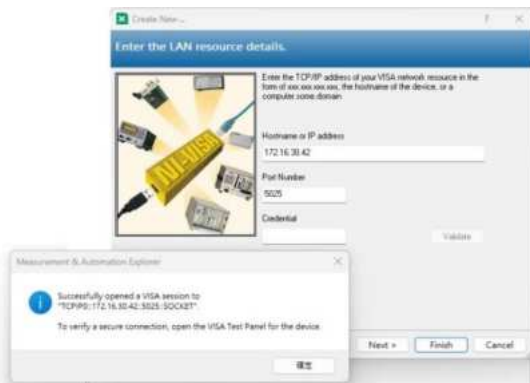 Create New...
?
Enter the LAN resource details.
Enter the TCP/IP address of your VISA network resource in the
form of xxx.xxx.xxx.xxx, the hostname of the device, or a
computer.some.domain
NI-VISA
Hostname or IP address
172.16.30.42
Port Number
5025
Credential
Validate
Measurement & Automation Explorer
Successfully opened a VISA session to
"TCPIP0::172.16.30.42::5025::SOCKET".
To verify a secure connection, open the VISA Test Panel for the device.
確定
Next >
Finish
Cancel